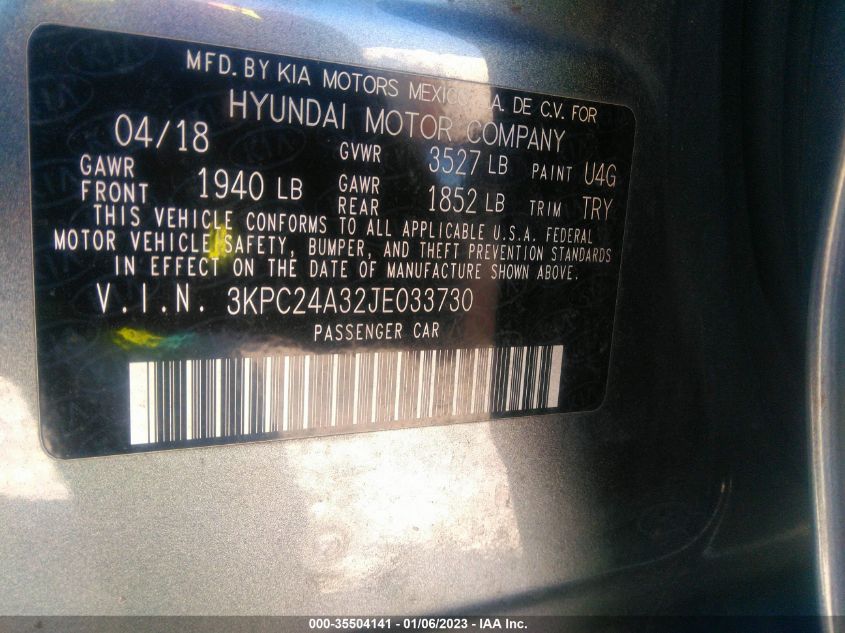 MFD. BY KIA MOTORS MEXICO S.A. DE C.V. FOR
HYUNDAI MOTOR COMPANY
04/18 GVWR 3527 LB PAINT U4G
GAWR FRONT 1940 LB GAWR REAR 1852 LB TRIM TRY
THIS VEHICLE CONFORMS TO ALL APPLICABLE U.S.A. FEDERAL
MOTOR VEHICLE SAFETY, BUMPER, AND THEFT PREVENTION STANDARDS
IN EFFECT ON THE DATE OF MANUFACTURE SHOWN ABOVE.
V.I.N. 3KPC24A32JE033730
PASSENGER CAR
000-35504141 - 01/06/2023 - IAA Inc.